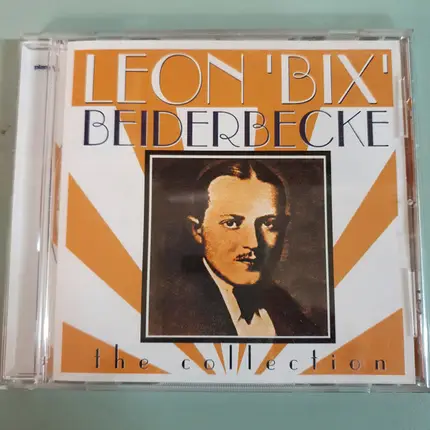 LEON 'BIX'
BEIDERBECKE
the collection